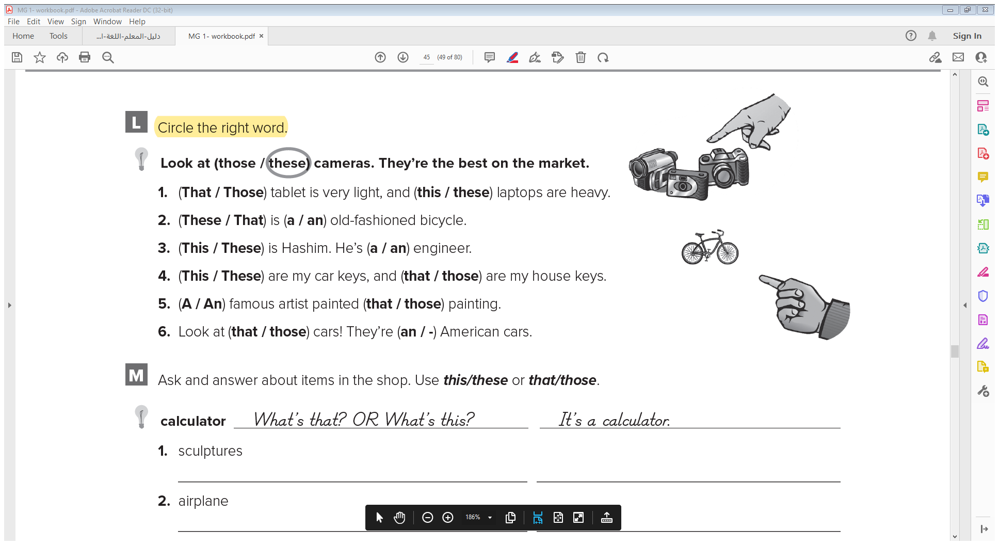 MG 1- workbook.pdf - Adobe Acrobat Reader DC (32-bit)
File Edit View Sign Window Help
Home Tools دليل-المعلم-اللغة-ا... MG 1- workbook.pdf Sign In
45 (49 of 80)
L Circle the right word.
Look at (those / these) cameras. They're the best on the market.
1. (That / Those) tablet is very light, and (this / these) laptops are heavy.
2. (These / That) is (a / an) old-fashioned bicycle.
3. (This / These) is Hashim. He's (a / an) engineer.
4. (This / These) are my car keys, and (that / those) are my house keys.
5. (A / An) famous artist painted (that / those) painting.
6. Look at (that / those) cars! They're (an / -) American cars.
M Ask and answer about items in the shop. Use this/these or that/those.
calculator What's that? OR What's this? It's a calculator.
1. sculptures
2. airplane
186%